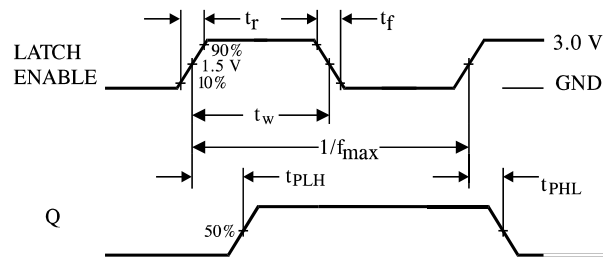 tr
tf
LATCH
ENABLE
90%
1.5 V
10%
3.0 V
GND
tw
1/fmax
tPLH
tPHL
Q
50%